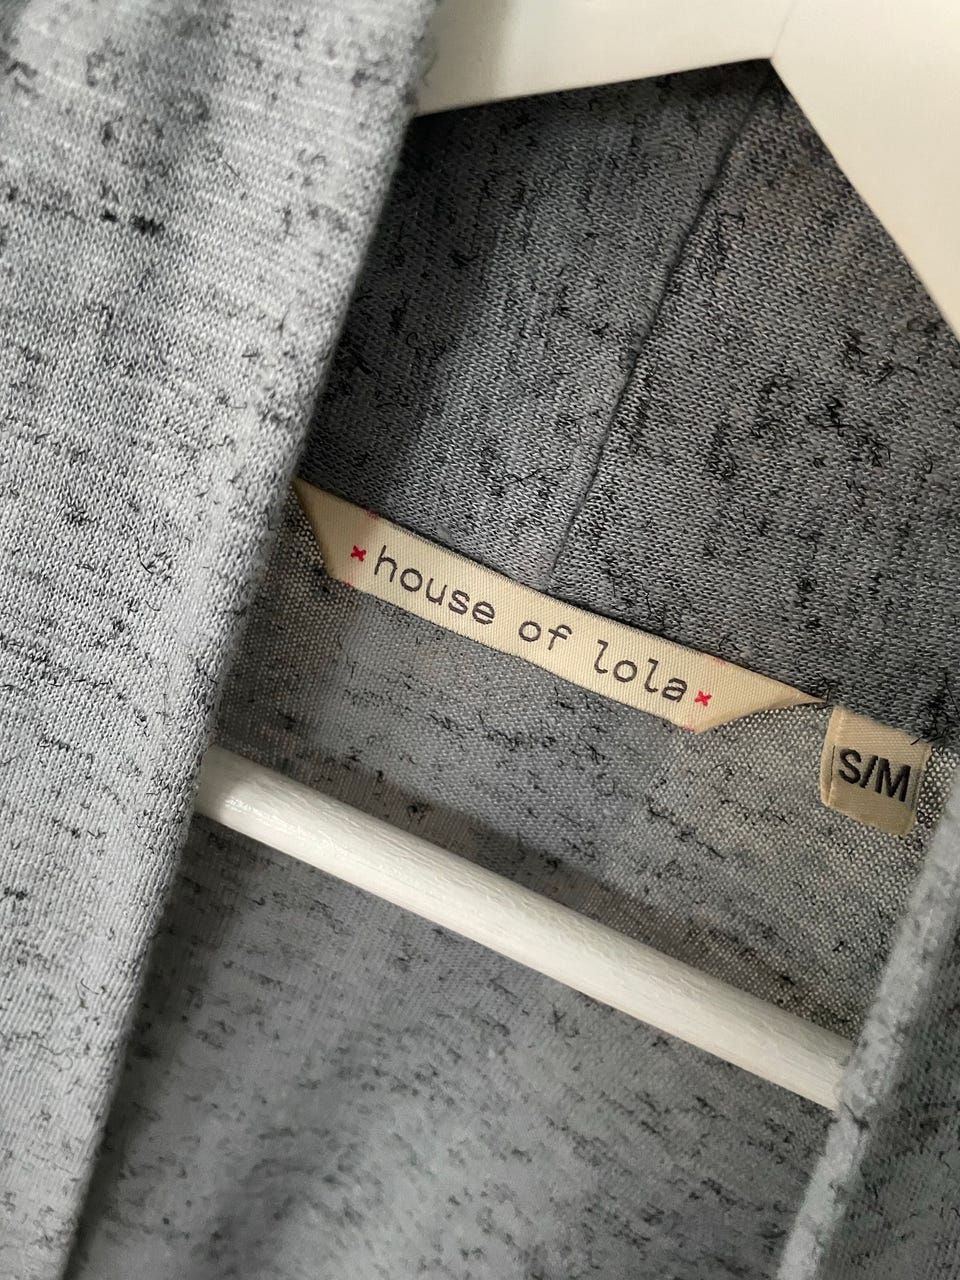 ×house of lola×
S/M